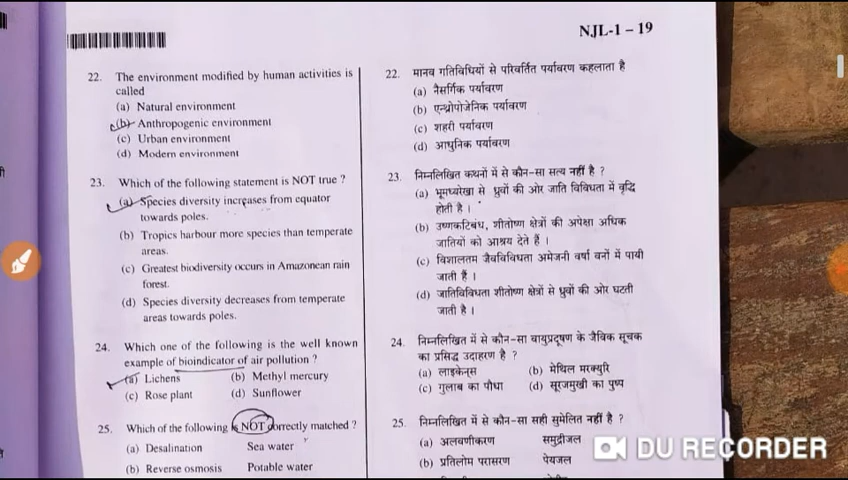 NJL-1 – 19
22. The environment modified by human activities is
called
(a) Natural environment
(b) Anthropogenic environment
(c) Urban environment
(d) Modern environment
23. Which of the following statement is NOT true ?
(a) Species diversity increases from equator
towards poles.
(b) Tropics harbour more species than temperate
areas.
(c) Greatest biodiversity occurs in Amazonean rain
forest.
(d) Species diversity decreases from temperate
areas towards poles.
24. Which one of the following is the well known
example of bioindicator of air pollution ?
(a) Lichens (b) Methyl mercury
(c) Rose plant (d) Sunflower
25. Which of the following is NOT correctly matched ?
(a) Desalination Sea water
(b) Reverse osmosis Potable water
22. मानव गतिविधियों से परिवर्तित पर्यावरण कहलाता है
(a) नैसर्गिक पर्यावरण
(b) एन्थ्रोपोजेनिक पर्यावरण
(c) शहरी पर्यावरण
(d) आधुनिक पर्यावरण
23. निम्नलिखित कथनों में से कौन-सा सत्य नहीं है ?
(a) भूमध्यरेखा से ध्रुवों की ओर जाति विविधता में वृद्धि
होती है ।
(b) उष्णकटिबंध, शीतोष्ण क्षेत्रों की अपेक्षा अधिक
जातियों को आश्रय देते हैं ।
(c) विशालतम जैवविविधता अमेजनी वर्षा वनों में पायी
जाती हैं ।
(d) जातिविविधता शीतोष्ण क्षेत्रों से ध्रुवों की ओर घटती
जाती है ।
24. निम्नलिखित में से कौन-सा वायुप्रदूषण के जैविक सूचक
का प्रसिद्ध उदाहरण है ?
(a) लाइकेन्स (b) मेथिल मरक्युरि
(c) गुलाब का पौधा (d) सूरजमुखी का पुष्प
25. निम्नलिखित में से कौन-सा सही सुमेलित नहीं है ?
(a) अलवणीकरण समुद्रीजल
(b) प्रतिलोम परासरण पेयजल
DU RECORDER